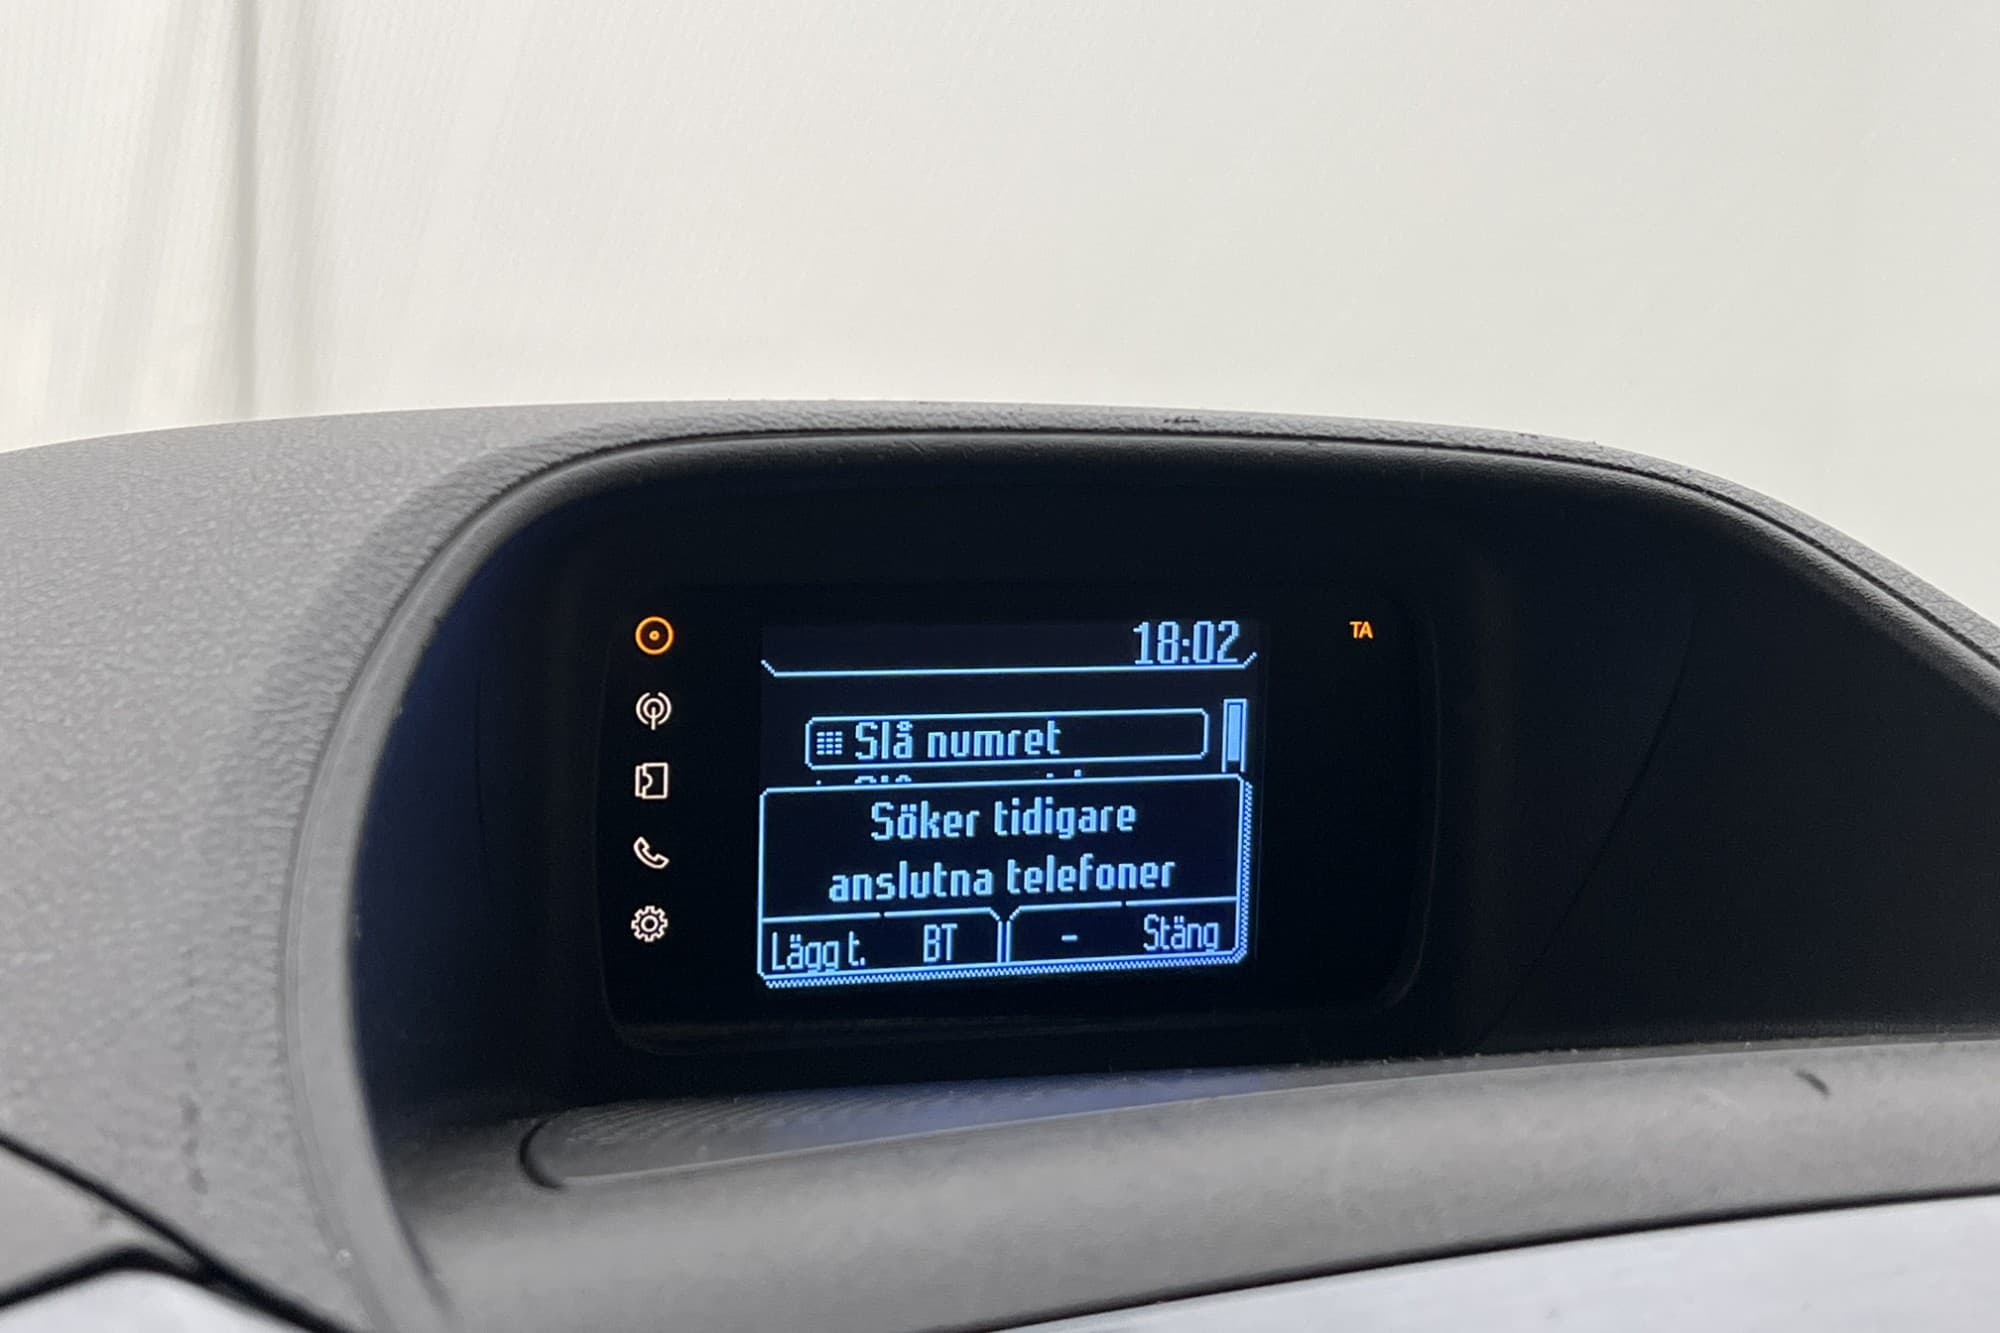 18:02
TA
Slå numret
Söker tidigare
anslutna telefoner
Lägg t. BT - Stäng